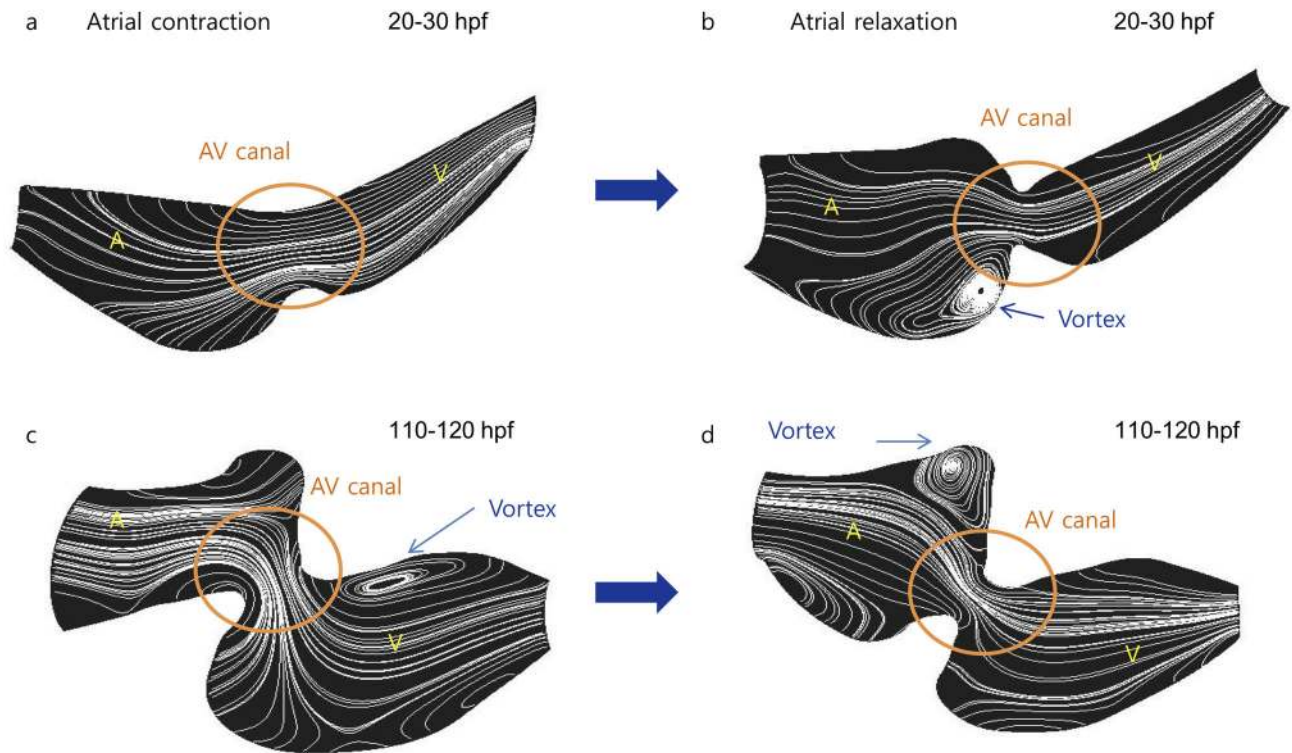 a Atrial contraction 20-30 hpf
AV canal
V
A
b Atrial relaxation 20-30 hpf
AV canal
V
A
Vortex
c 110-120 hpf
AV canal
A
Vortex
V
d Vortex 110-120 hpf
AV canal
A
V